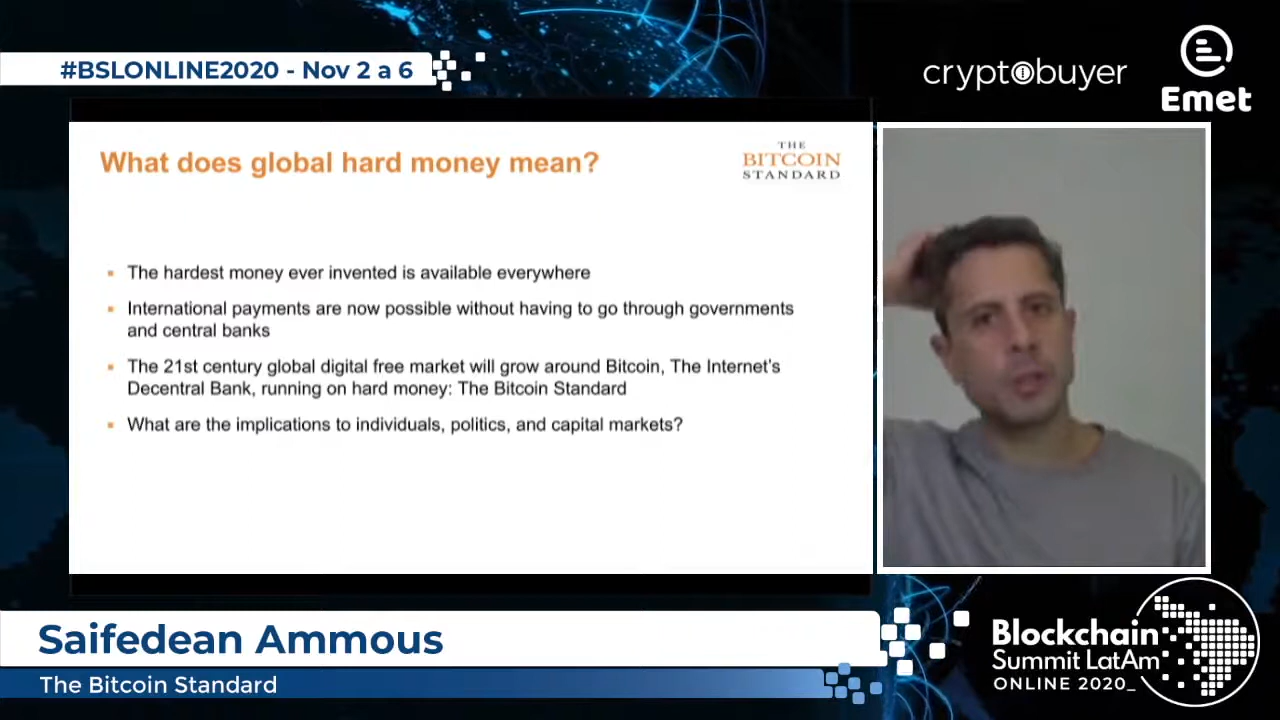 #BSLONLINE2020 - Nov 2 a 6
cryptobuyer
Emet
What does global hard money mean?
THE
BITCOIN
STANDARD
The hardest money ever invented is available everywhere
International payments are now possible without having to go through governments
and central banks
The 21st century global digital free market will grow around Bitcoin, The Internet's
Decentral Bank, running on hard money: The Bitcoin Standard
What are the implications to individuals, politics, and capital markets?
Saifedean Ammous
The Bitcoin Standard
Blockchain
Summit LatAm
ONLINE 2020_